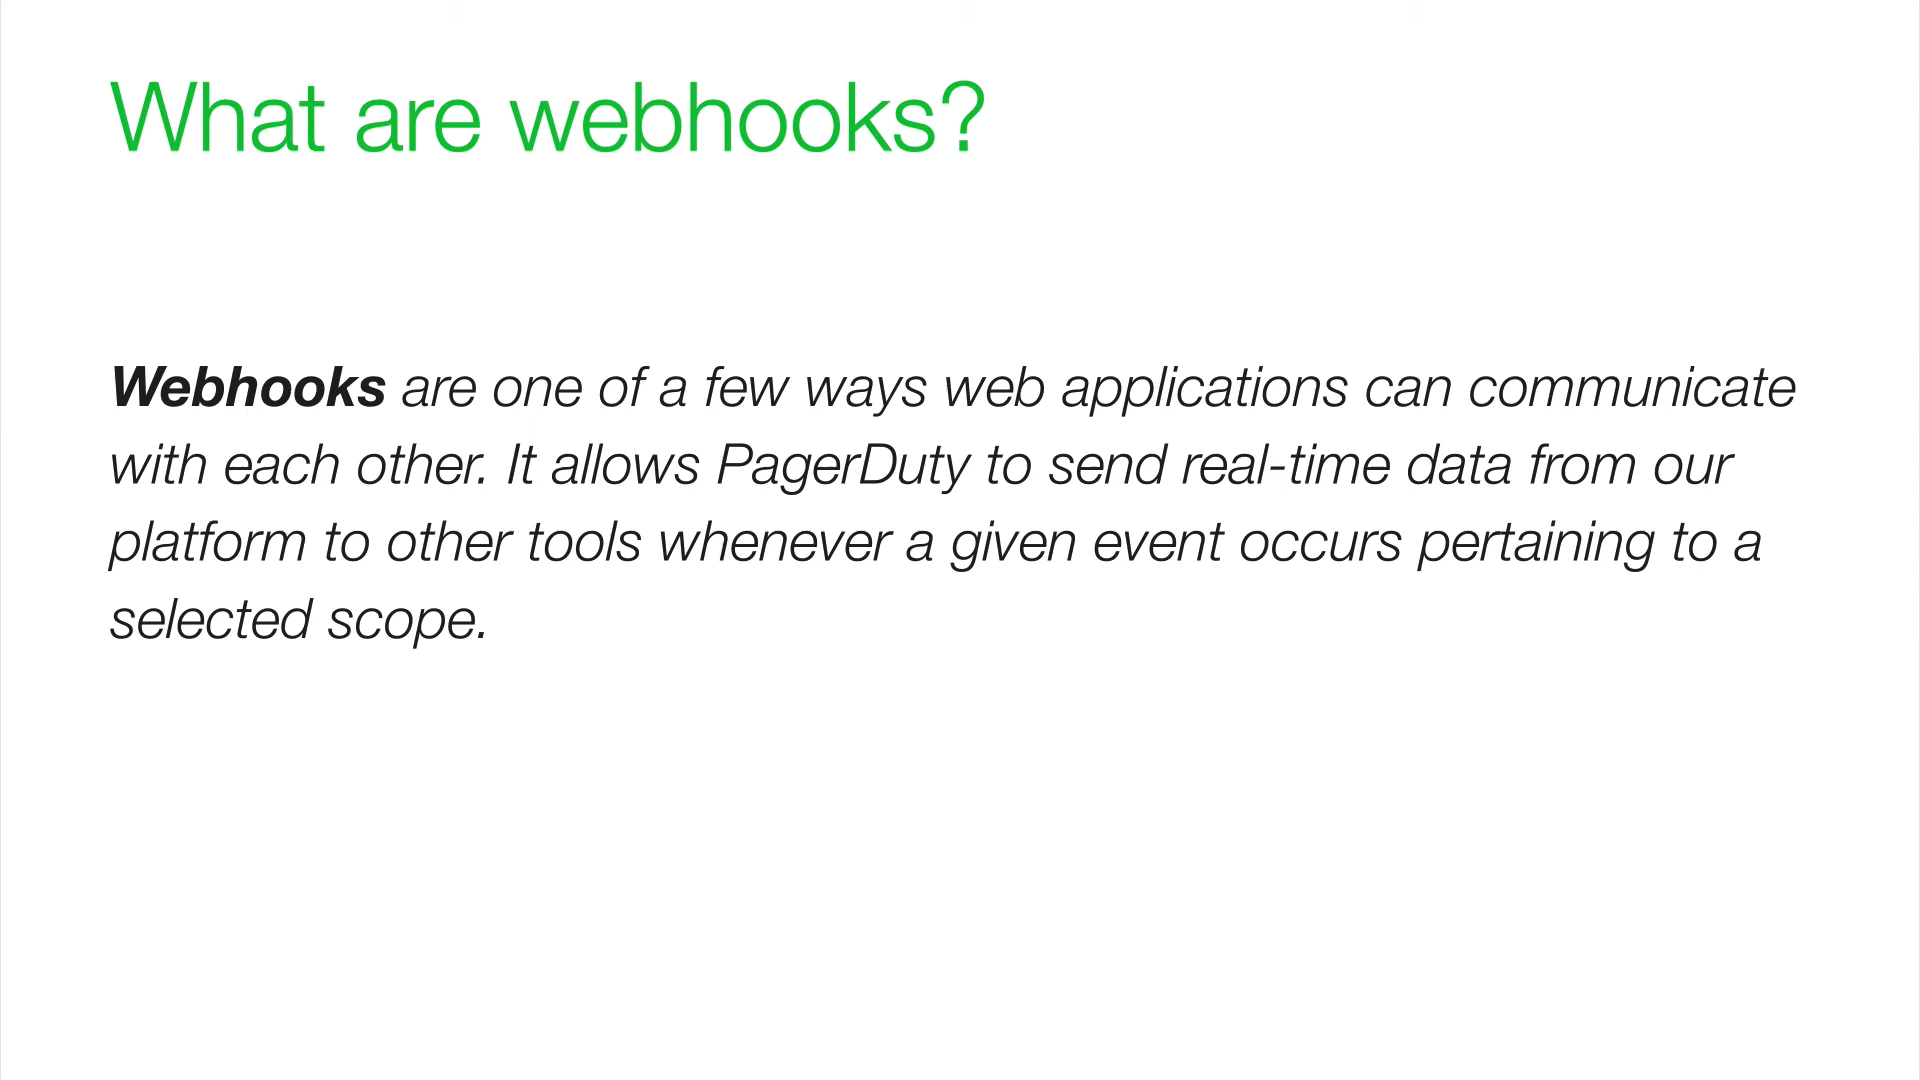 What are webhooks?
Webhooks are one of a few ways web applications can communicate
with each other. It allows PagerDuty to send real-time data from our
platform to other tools whenever a given event occurs pertaining to a
selected scope.